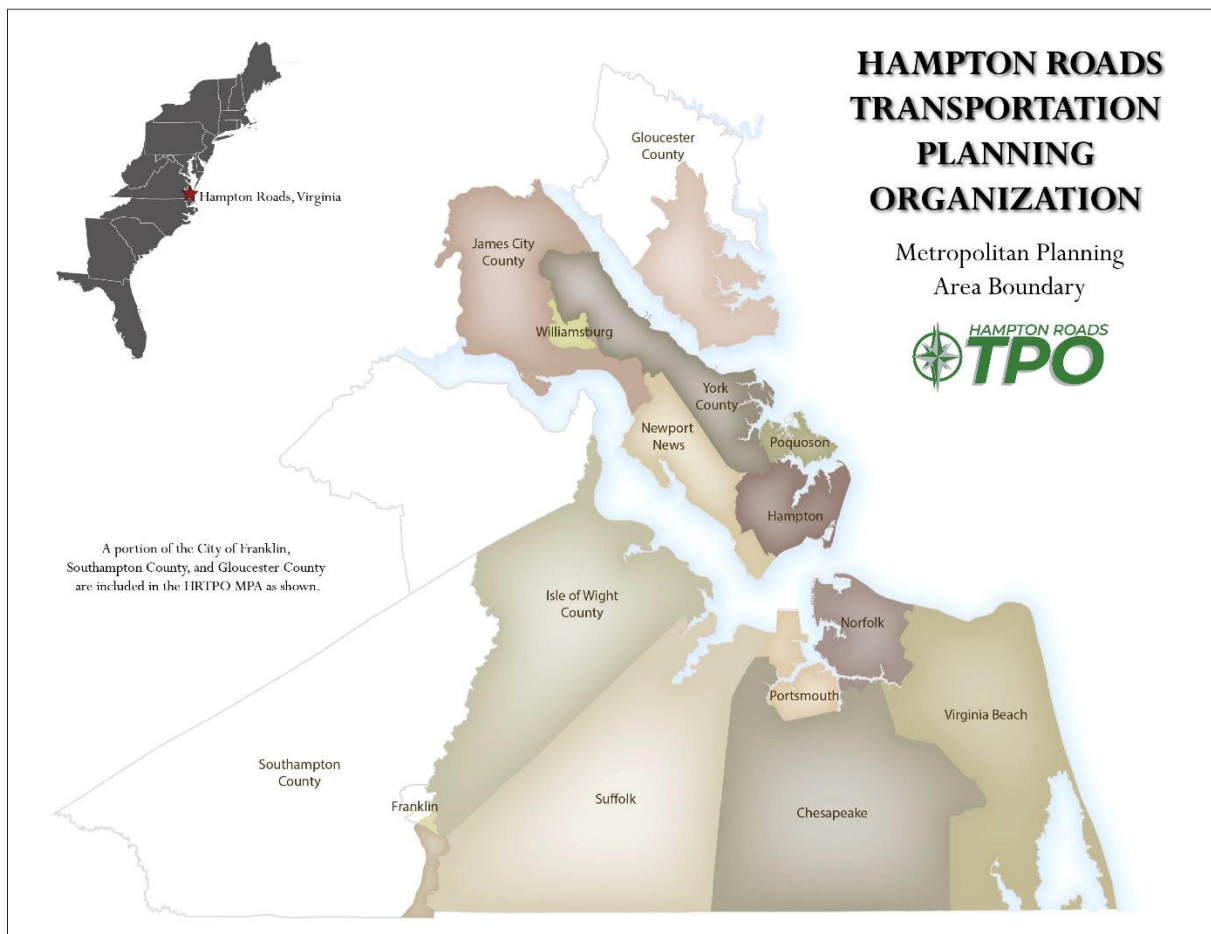 HAMPTON ROADS
TRANSPORTATION
PLANNING
ORGANIZATION
Metropolitan Planning
Area Boundary
HAMPTON ROADS
TPO
Hampton Roads, Virginia
Gloucester
County
James City
County
Williamsburg
York
County
Newport
News
Poquoson
Hampton
A portion of the City of Franklin,
Southampton County, and Gloucester County
are included in the HRTPO MPA as shown.
Isle of Wight
County
Norfolk
Portsmouth
Virginia Beach
Southampton
County
Franklin
Suffolk
Chesapeake